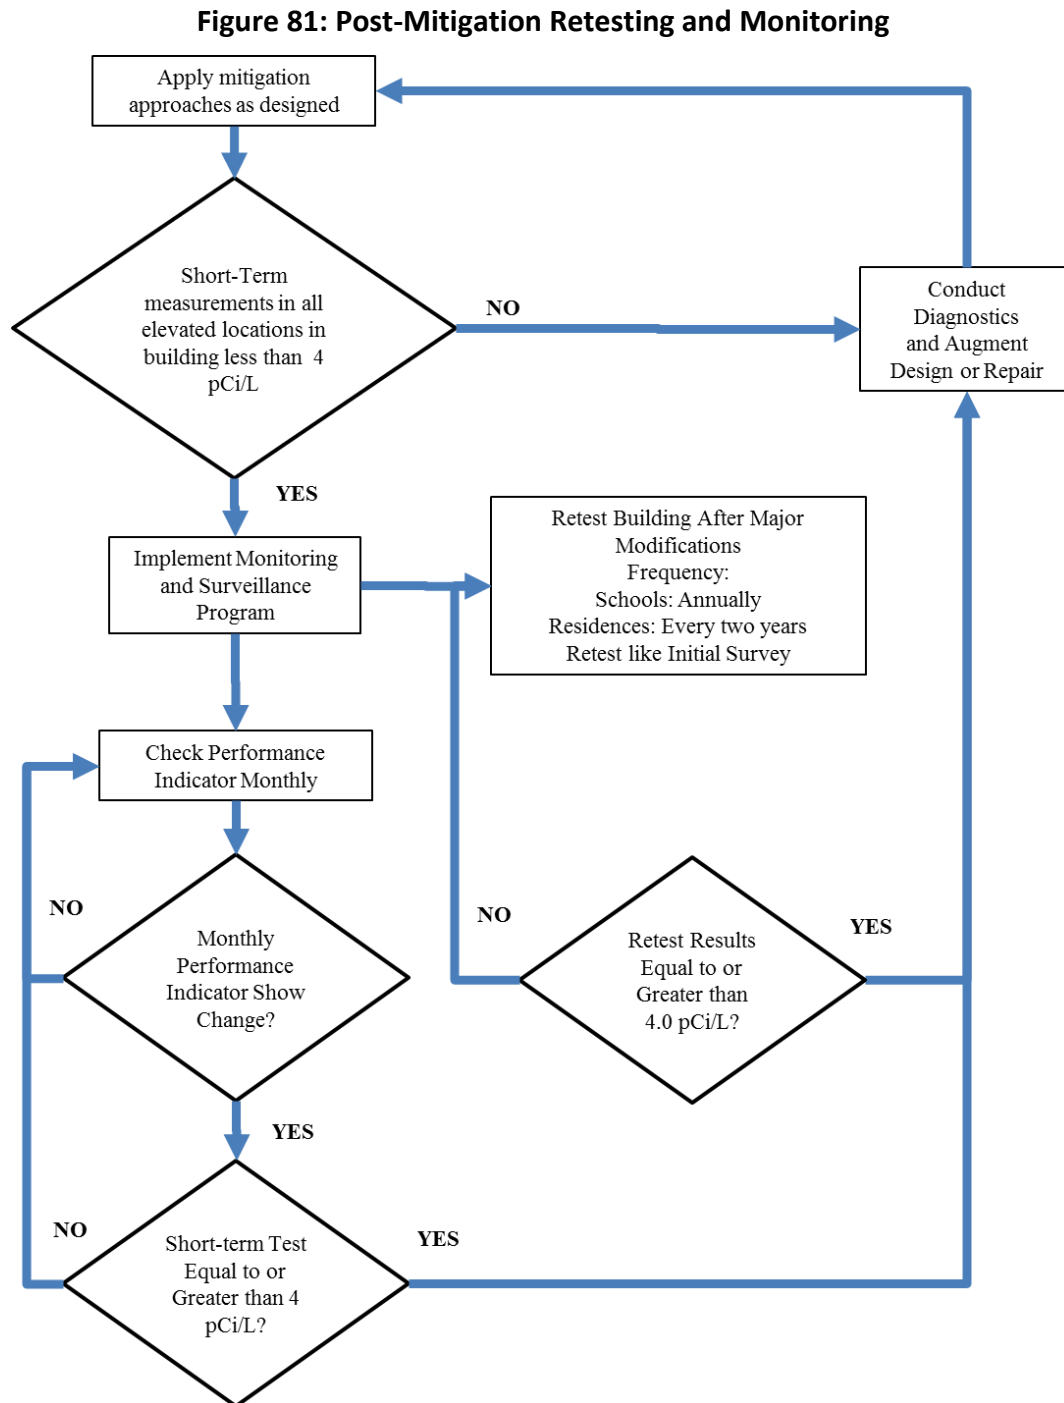 Figure 81: Post-Mitigation Retesting and Monitoring
Apply mitigation
approaches as designed
Short-Term
measurements in all
elevated locations in
building less than 4
pCi/L
NO
Conduct
Diagnostics
and Augment
Design or Repair
YES
Implement Monitoring
and Surveillance
Program
Retest Building After Major
Modifications
Frequency:
Schools: Annually
Residences: Every two years
Retest like Initial Survey
Check Performance
Indicator Monthly
NO
Monthly
Performance
Indicator Show
Change?
NO
Retest Results
Equal to or
Greater than
4.0 pCi/L?
YES
YES
NO
Short-term Test
Equal to or
Greater than 4
pCi/L?
YES